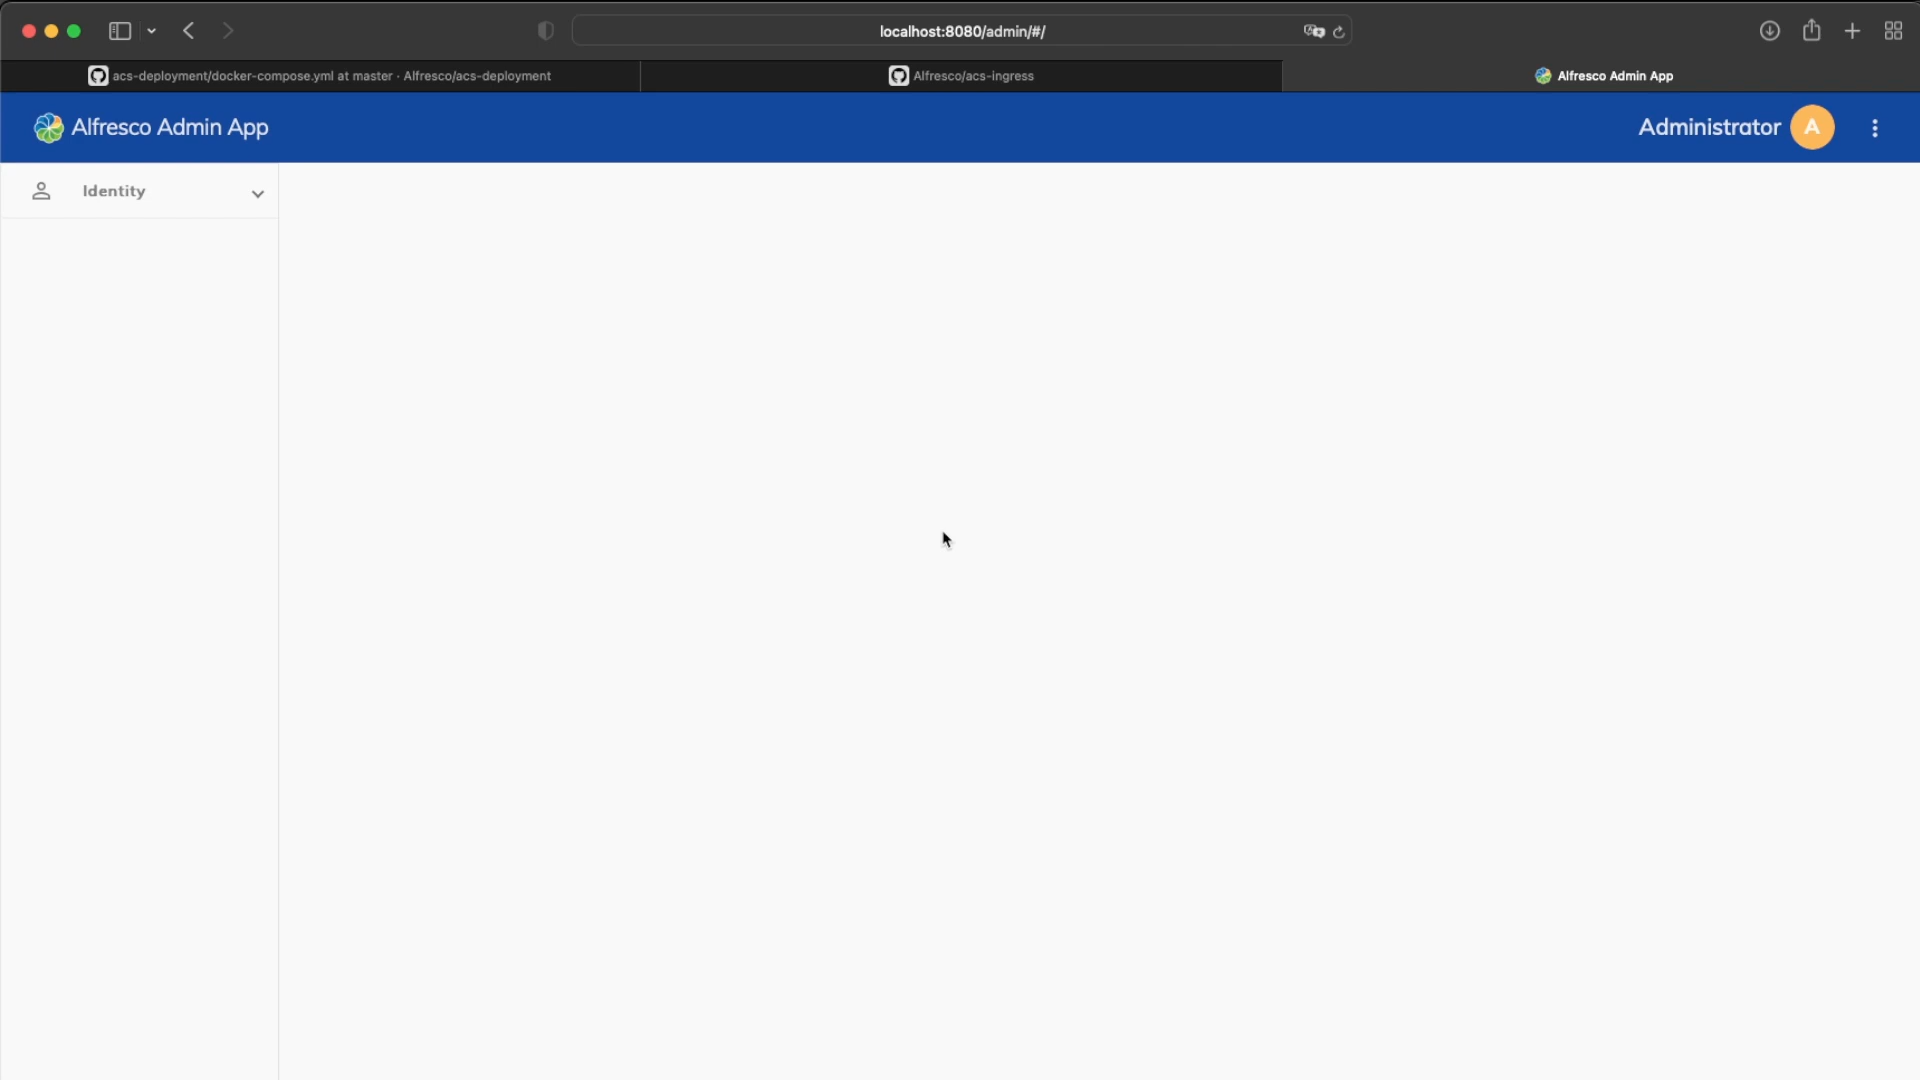 localhost:8080/admin/#/
acs-deployment/docker-compose.yml at master · Alfresco/acs-deployment
Alfresco/acs-ingress
Alfresco Admin App
Alfresco Admin App
Administrator
A
Identity